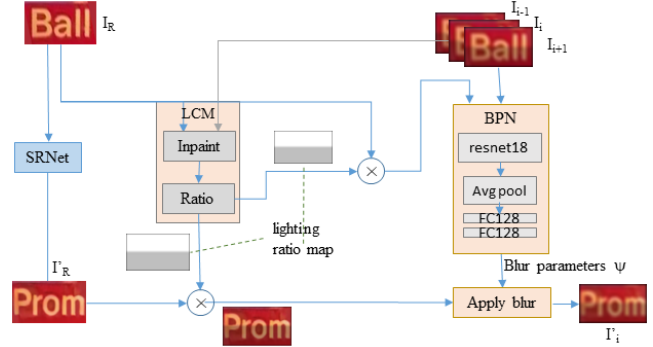 Ball
I_R
I_{i-1}
I_i
I_{i+1}
Ball
LCM
BPN
Inpaint
resnet18
SRNet
Ratio
Avg pool
FC128
FC128
lighting
ratio map
I'_R
Blur parameters ψ
Prom
Apply blur
Prom
Prom
I'_i